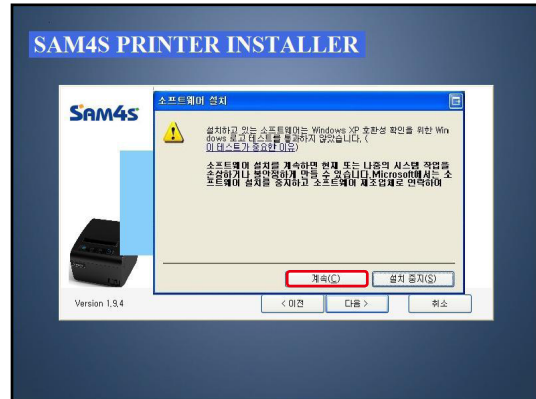 SAM4S PRINTER INSTALLER
SAM4S
소프트웨어 설치
설치하고 있는 소프트웨어는 Windows XP 호환성 확인을 위한 Win
dows 로고 테스트를 통과하지 않았습니다. (
이 테스트가 중요한 이유)
소프트웨어 설치를 계속하면 현재 또는 나중의 시스템 작업을
손상하거나 불안정하게 만들 수 있습니다.Microsoft에서는 소
프트웨어 설치를 중지하고 소프트웨어 제조업체로 연락하여
계속(C)
설치 중지(S)
Version 1.9.4
< 이전
다음 >
취소